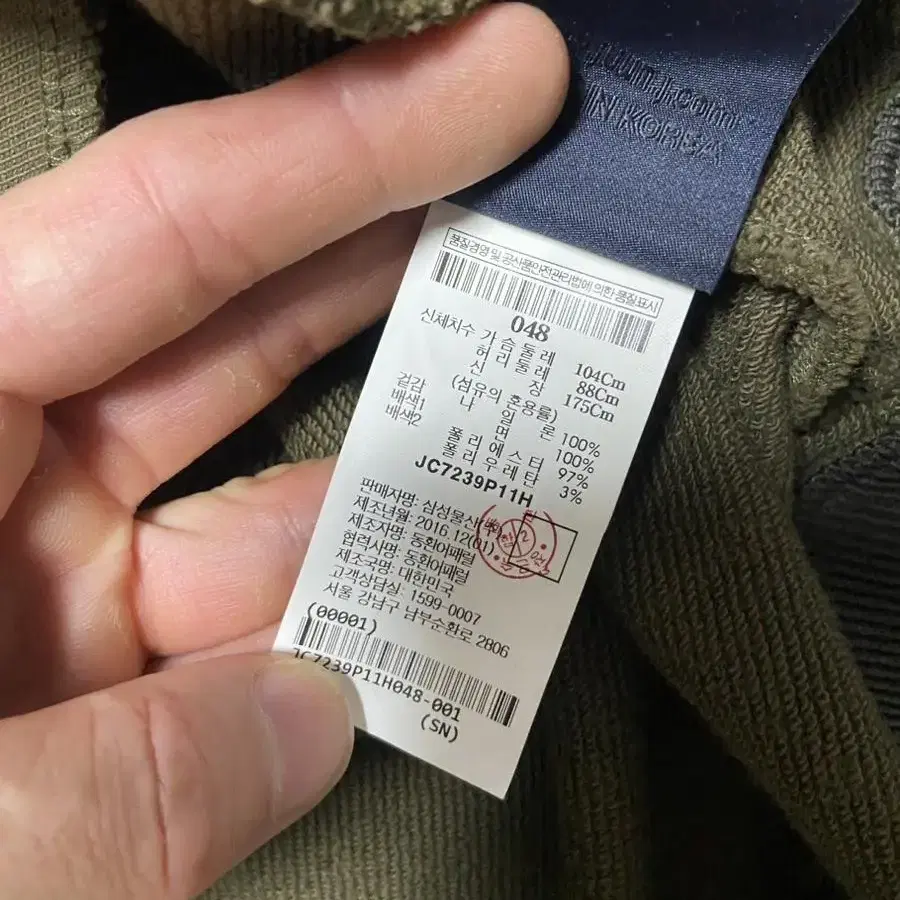 IN KOREA
품질경영 및 공산품안전관리법에 의한 품질표시
048
신체치수 가슴둘레 104Cm
허리둘레 88Cm
신장 175Cm
(섬유의 혼용률)
겉감 나일론 100%
배색1 면 100%
배색2 폴리에스터 97%
폴리우레탄 3%
JC7239P11H
판매자명: 삼성물산(주)
제조년월: 2016.12(01)
제조자명: 동환어패럴
협력사명: 동환어패럴
제조국명: 대한민국
고객상담실: 1599-0007
서울 강남구 남부순환로 2806
(00001)
JC7239P11H048-001
(SN)